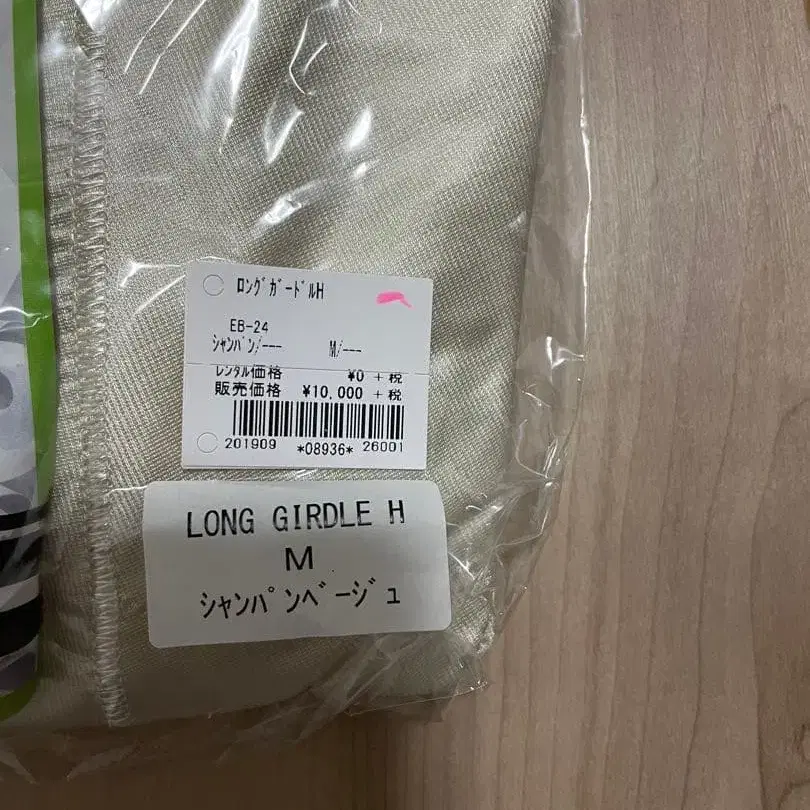 ロングガードルH
EB-24
シャンパン/--- M/---
レンタル価格 ¥0 + 税
販売価格 ¥10,000 + 税
201909 *08936* 26001
LONG GIRDLE H
M
シャンパンベージュ